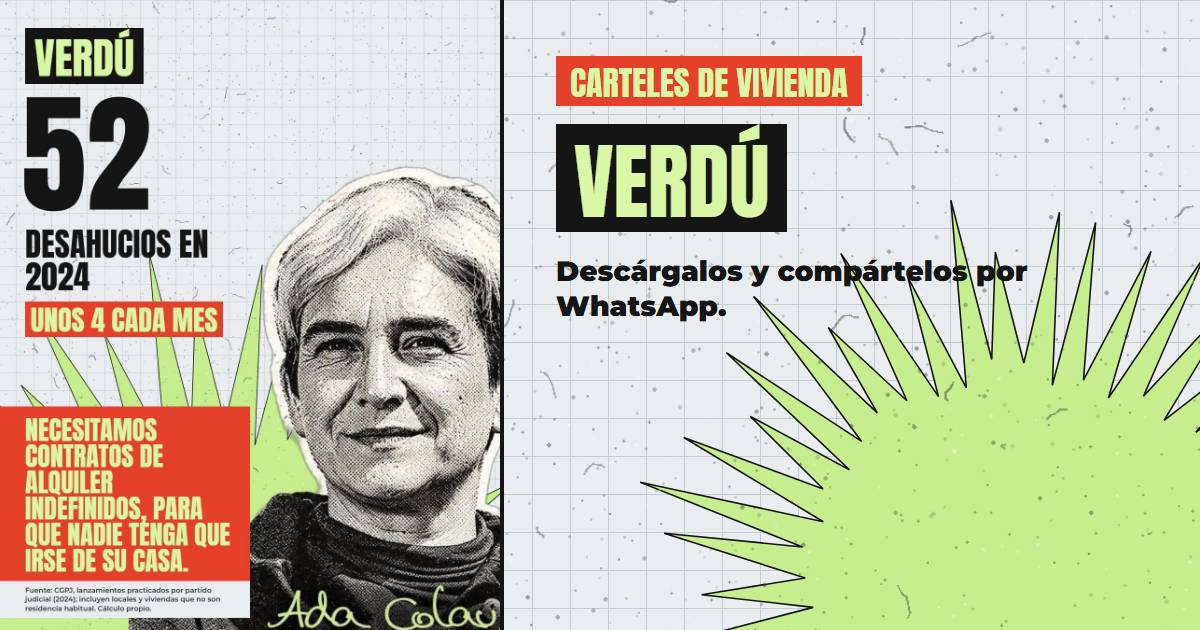 VERDÚ
52
DESAHUCIOS EN
2024
UNOS 4 CADA MES
NECESITAMOS
CONTRATOS DE
ALQUILER
INDEFINIDOS, PARA
QUE NADIE TENGA QUE
IRSE DE SU CASA.
Fuente: CGPJ, lanzamientos practicados por partido
judicial (2024); incluyen locales y viviendas que no son
residencia habitual. Cálculo propio.
Ada Colau
CARTELES DE VIVIENDA
VERDÚ
Descárgalos y compártelos por
WhatsApp.